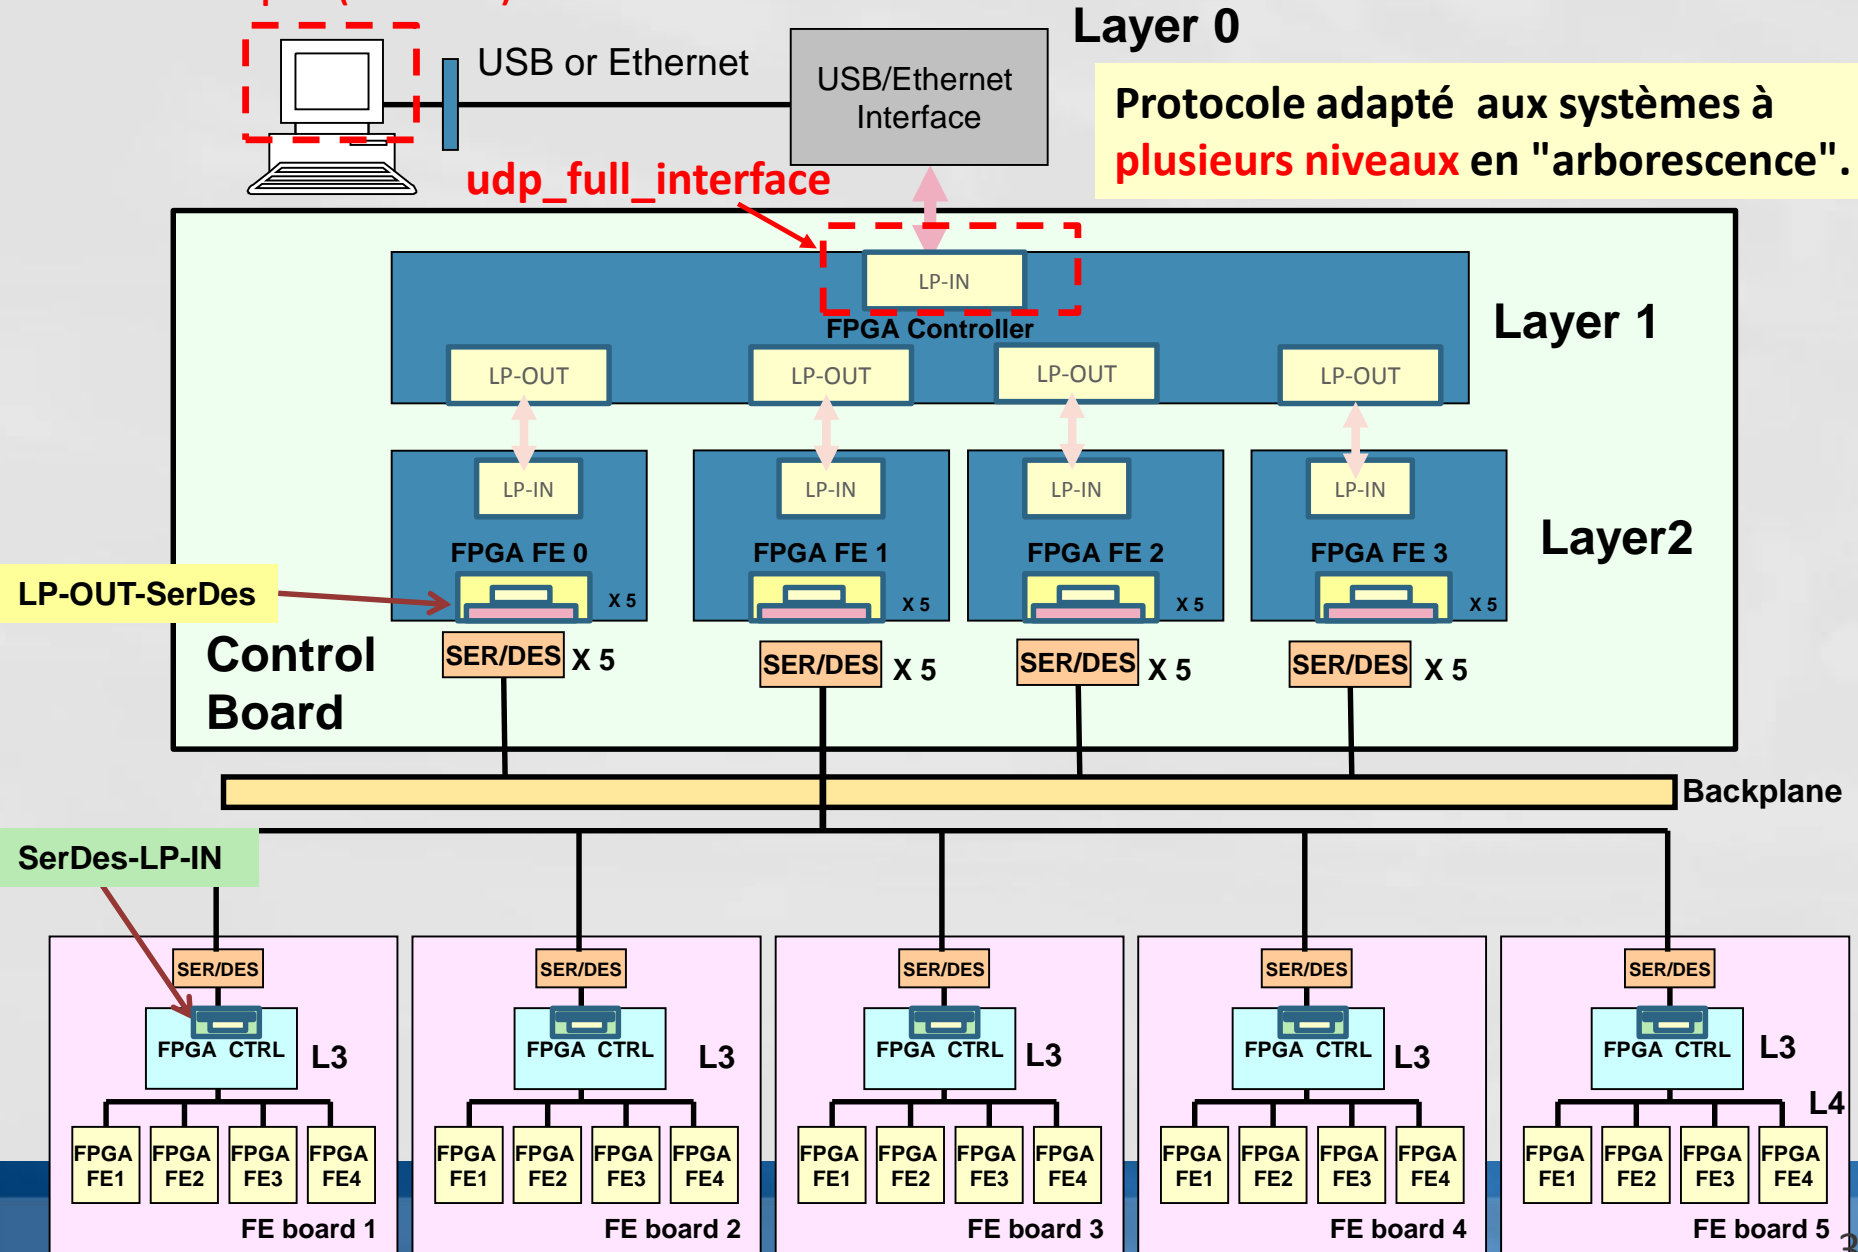 Layer 0
USB or Ethernet
USB/Ethernet
Interface
Protocole adapté aux systèmes à
plusieurs niveaux en "arborescence".
udp_full_interface
LP-IN
FPGA Controller
Layer 1
LP-OUT
LP-OUT
LP-OUT
LP-OUT
LP-IN
LP-IN
LP-IN
LP-IN
FPGA FE 0
FPGA FE 1
FPGA FE 2
FPGA FE 3
Layer2
LP-OUT-SerDes
X 5
X 5
X 5
X 5
Control
Board
SER/DES X 5
SER/DES X 5
SER/DES X 5
SER/DES X 5
Backplane
SerDes-LP-IN
SER/DES
SER/DES
SER/DES
SER/DES
SER/DES
FPGA CTRL
L3
FPGA CTRL
L3
FPGA CTRL
L3
FPGA CTRL
L3
FPGA CTRL
L3
L4
FPGA
FE1
FPGA
FE2
FPGA
FE3
FPGA
FE4
FPGA
FE1
FPGA
FE2
FPGA
FE3
FPGA
FE4
FPGA
FE1
FPGA
FE2
FPGA
FE3
FPGA
FE4
FPGA
FE1
FPGA
FE2
FPGA
FE3
FPGA
FE4
FPGA
FE1
FPGA
FE2
FPGA
FE3
FPGA
FE4
FE board 1
FE board 2
FE board 3
FE board 4
FE board 5